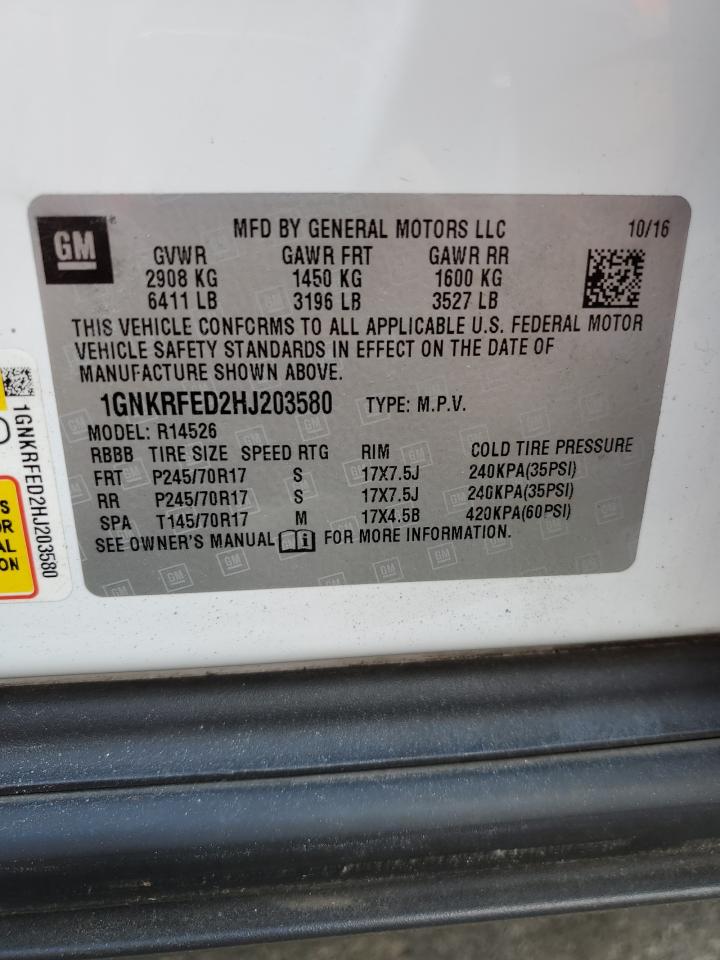 GM
MFD BY GENERAL MOTORS LLC 10/16
GVWR GAWR FRT GAWR RR
2908 KG 1450 KG 1600 KG
6411 LB 3196 LB 3527 LB
THIS VEHICLE CONFORMS TO ALL APPLICABLE U.S. FEDERAL MOTOR
VEHICLE SAFETY STANDARDS IN EFFECT ON THE DATE OF
MANUFACTURE SHOWN ABOVE.
1GNKRFED2HJ203580 TYPE: M.P.V.
MODEL: R14526
RBBB TIRE SIZE SPEED RTG RIM COLD TIRE PRESSURE
FRT P245/70R17 S 17X7.5J 240KPA(35PSI)
RR P245/70R17 S 17X7.5J 240KPA(35PSI)
SPA T145/70R17 M 17X4.5B 420KPA(60PSI)
SEE OWNER'S MANUAL FOR MORE INFORMATION.
1GNKRFED2HJ203580